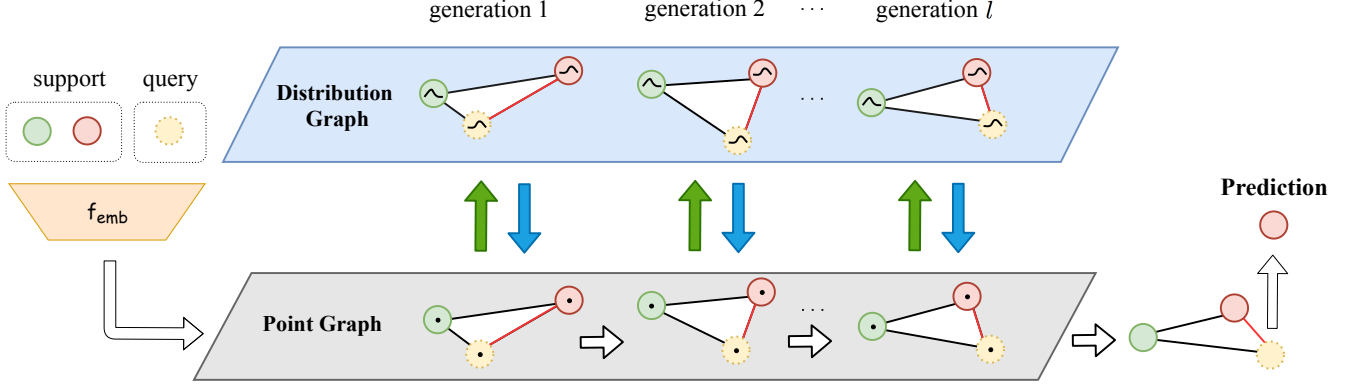 generation 1
generation 2
· · ·
generation l
support
query
Distribution
Graph
· · ·
f_emb
Prediction
Point Graph
· · ·